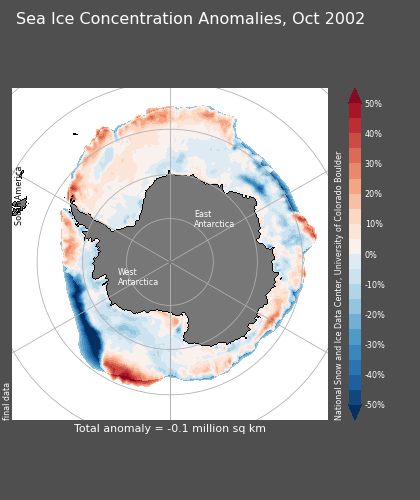 Sea Ice Concentration Anomalies, Oct 2002
South America
East
Antarctica
West
Antarctica
final data
50%
40%
30%
20%
10%
0%
-10%
-20%
-30%
-40%
-50%
National Snow and Ice Data Center, University of Colorado Boulder
Total anomaly = -0.1 million sq km